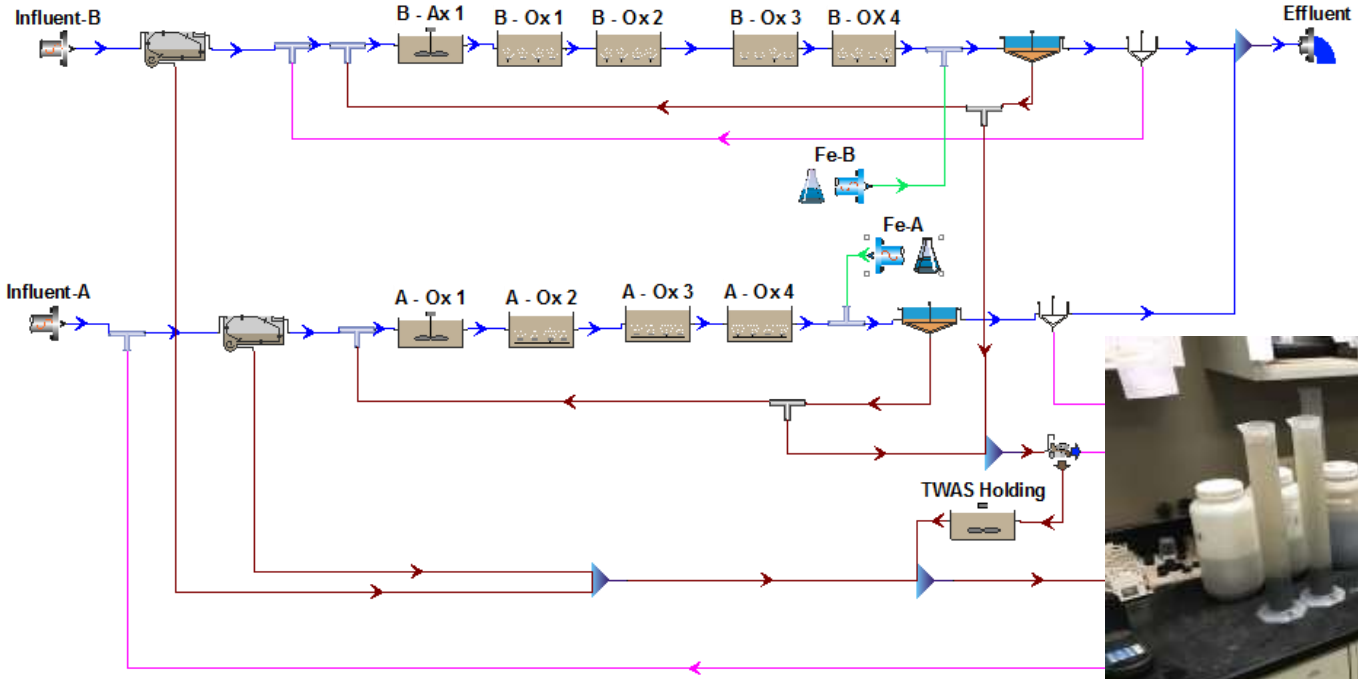 Influent-B
B - Ax 1
B - Ox 1
B - Ox 2
B - Ox 3
B - OX 4
Effluent
Fe-B
Fe-A
Influent-A
A - Ox 1
A - Ox 2
A - Ox 3
A - Ox 4
TWAS Holding